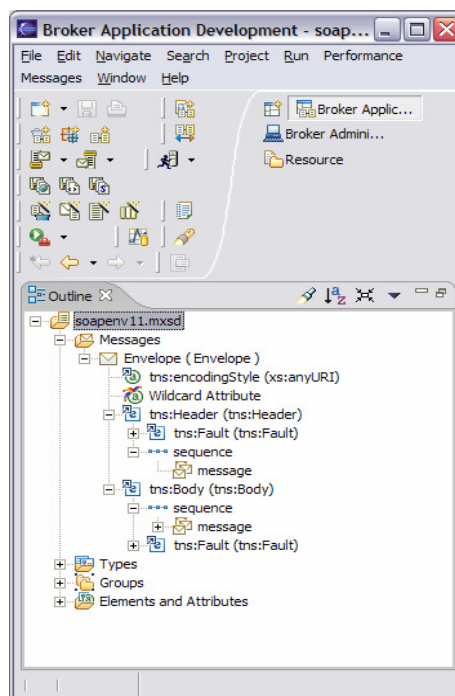 Broker Application Development - soap...
File Edit Navigate Search Project Run Performance
Messages Window Help
Broker Applic...
Broker Admini...
Resource
Outline
soapenv11.mxsd
Messages
Envelope ( Envelope )
tns:encodingStyle (xs:anyURI)
Wildcard Attribute
tns:Header (tns:Header)
tns:Fault (tns:Fault)
sequence
message
tns:Body (tns:Body)
sequence
message
tns:Fault (tns:Fault)
Types
Groups
Elements and Attributes